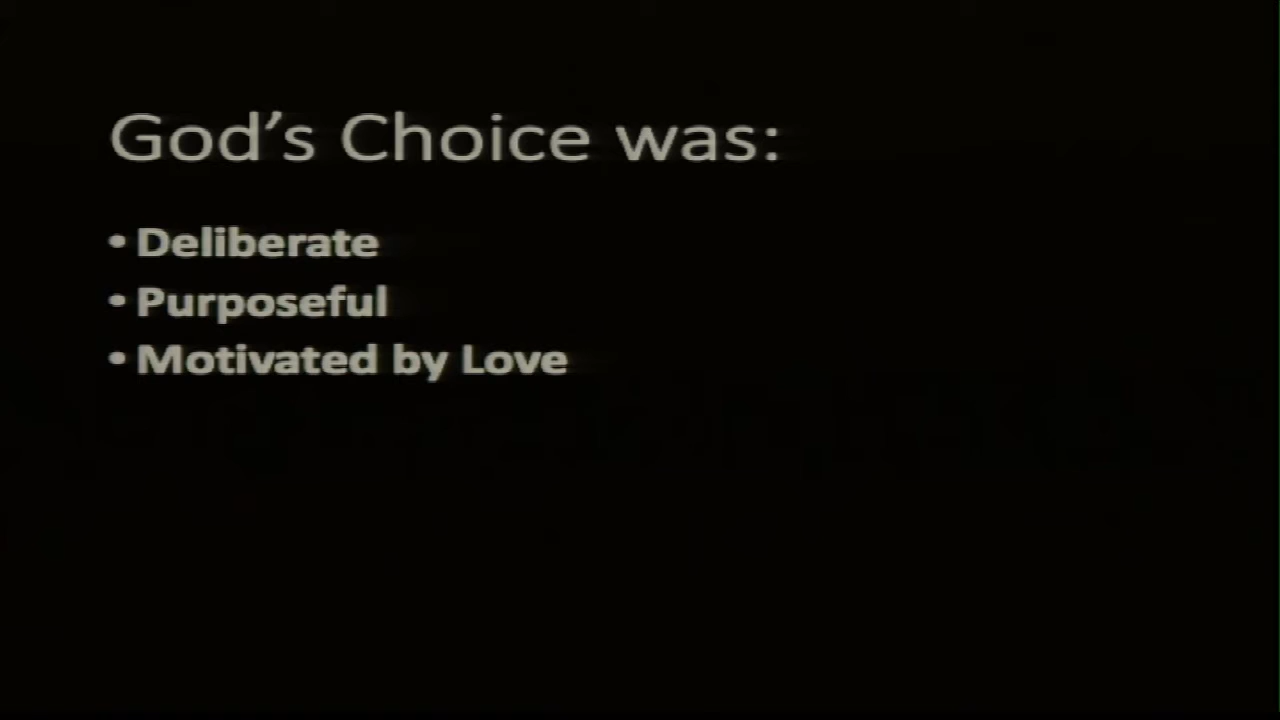 God's Choice was:
• Deliberate
• Purposeful
• Motivated by Love